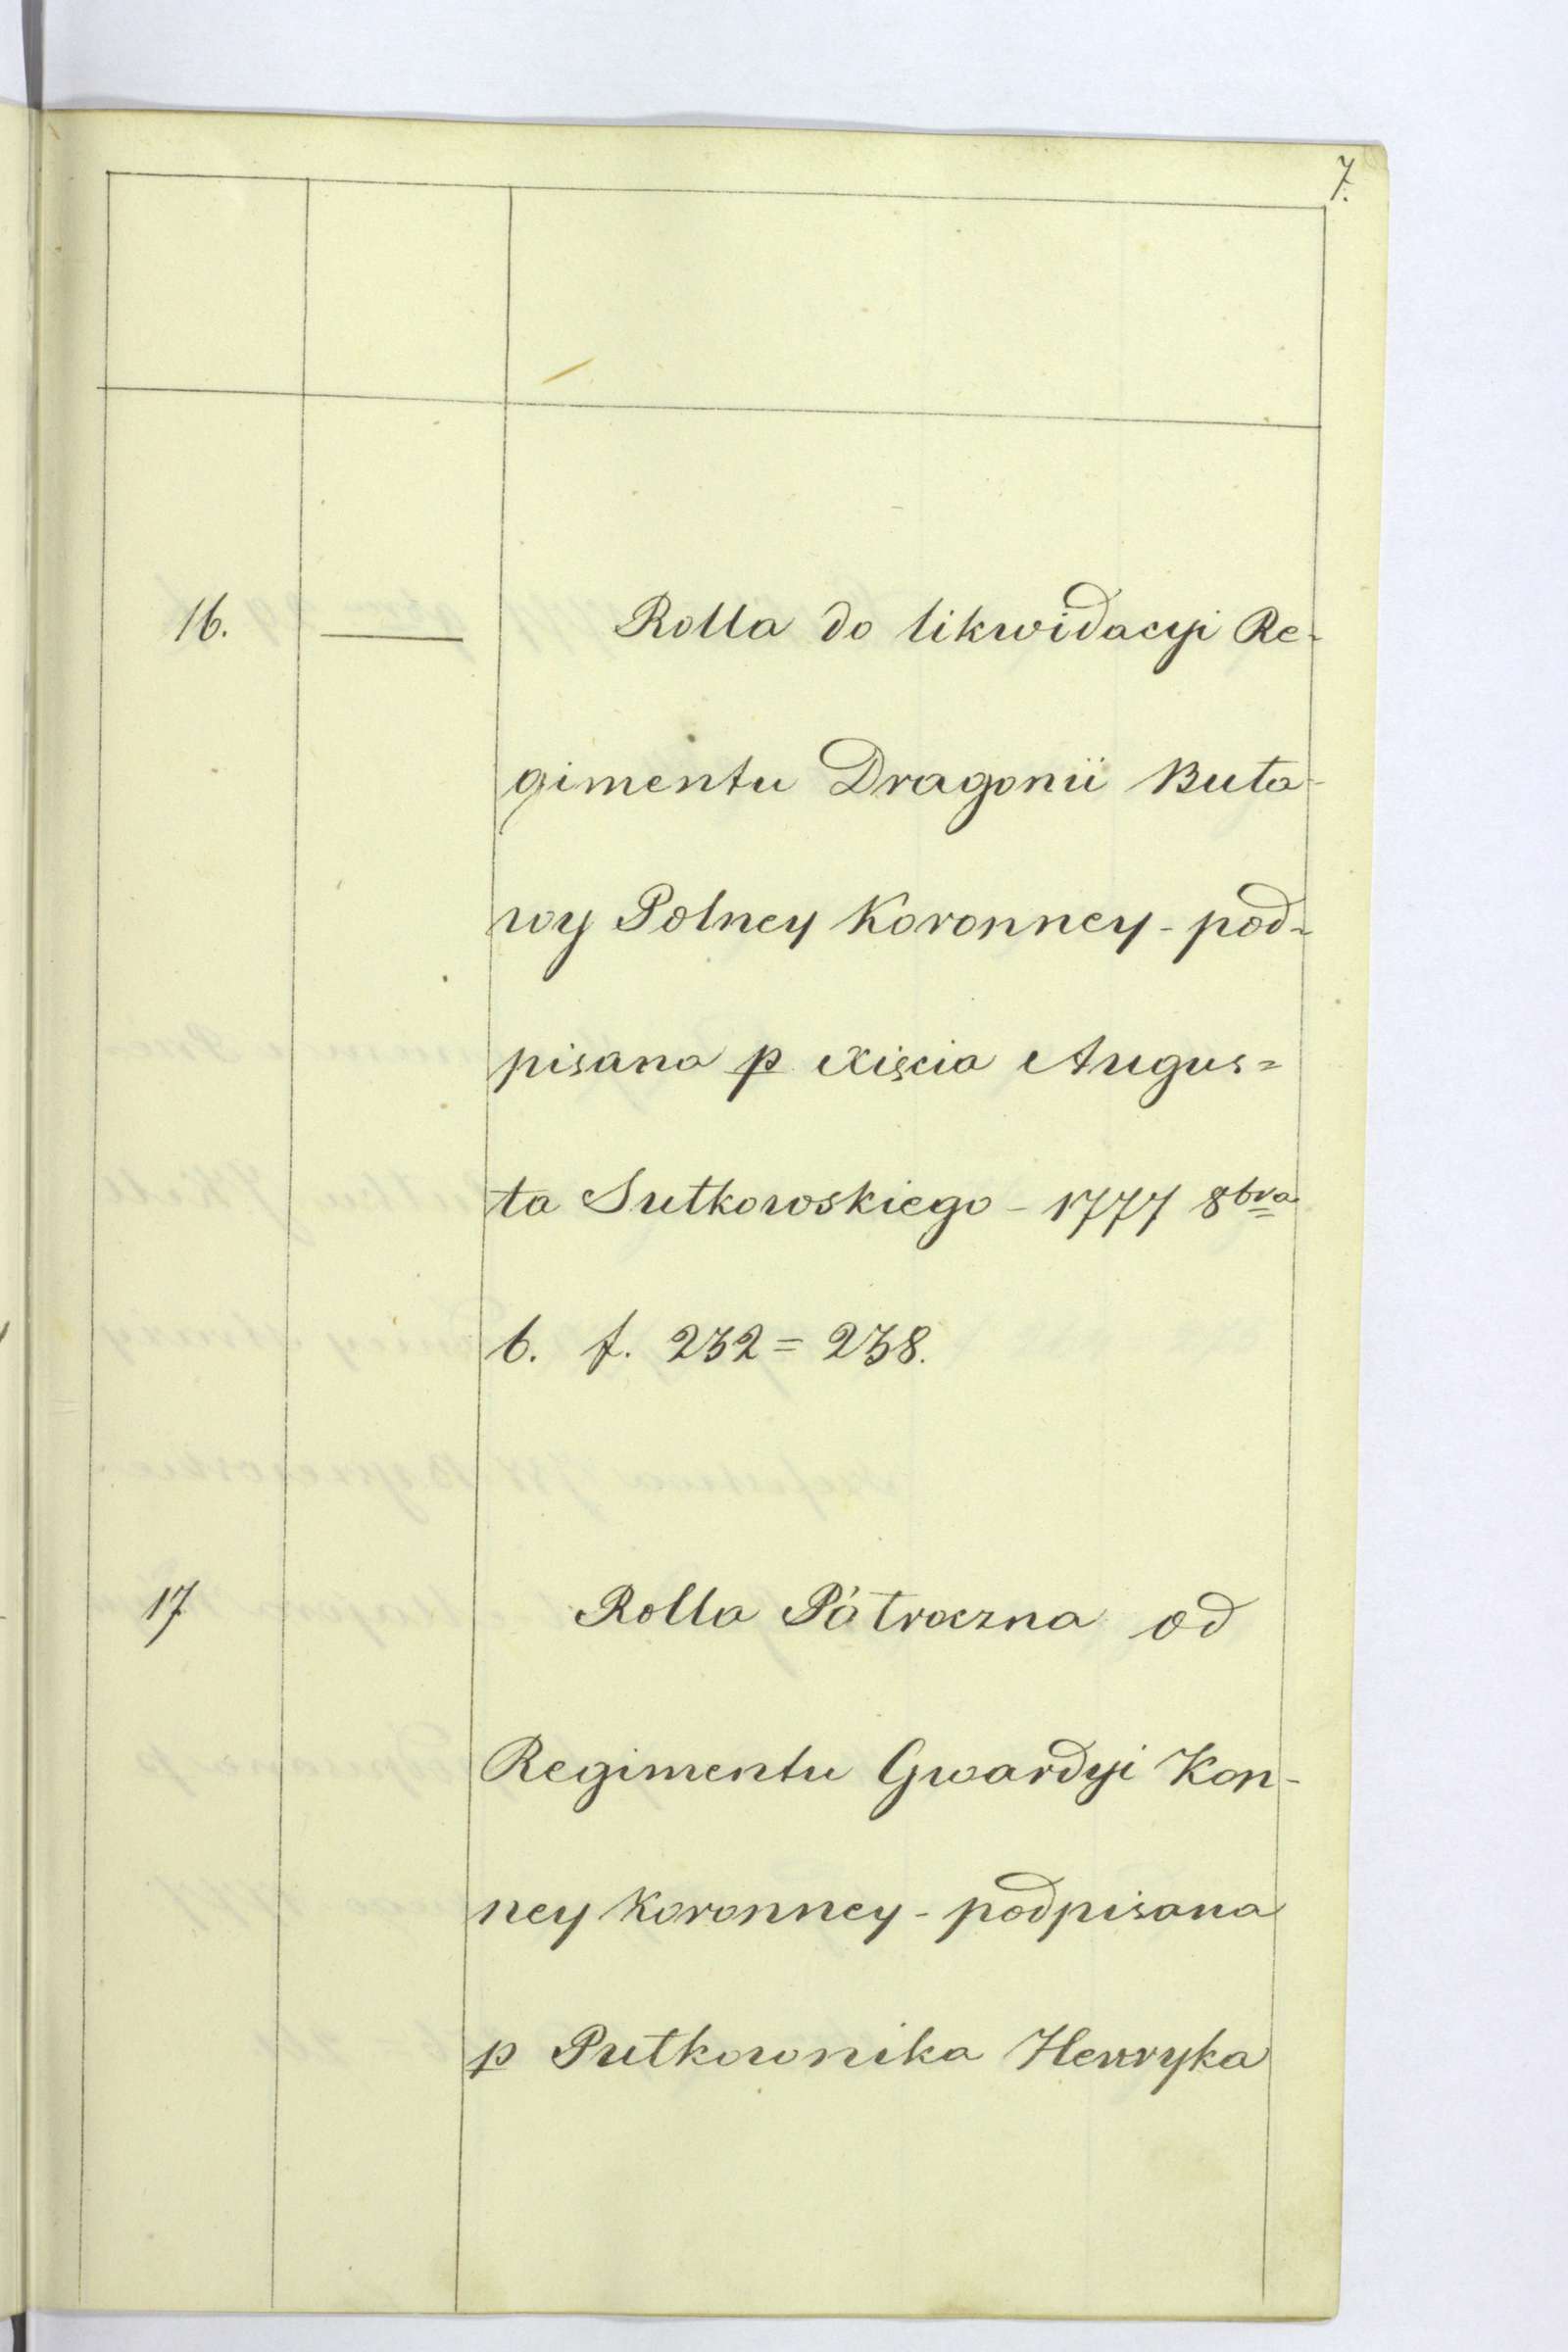 7.
16. — Rolla do likwidacyi Re-
gimentu Dragonii Buła-
wy Polney Koronney - pod-
pisana p. Xięcia Augus=
ta Sułkowskiego - 1777 8bra
6. f. 232 = 238.
17 Rolla Półroczna od
Regimentu Gwardyi Kon-
ney Koronney - podpisana
p Pułkownika Henryka